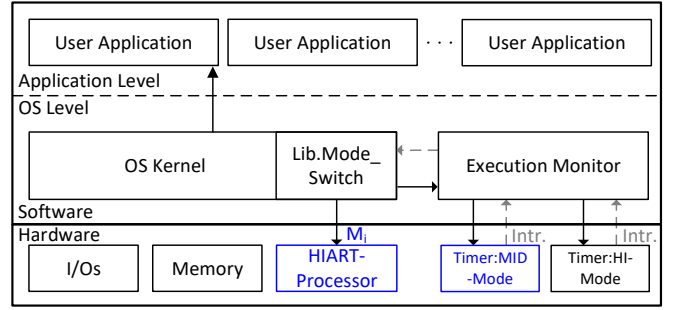 User Application
User Application
. . .
User Application
Application Level
OS Level
OS Kernel
Lib.Mode_
Switch
Execution Monitor
Software
Hardware
Mi
Intr.
Intr.
I/Os
Memory
HIART-
Processor
Timer:MID
-Mode
Timer:HI-
Mode